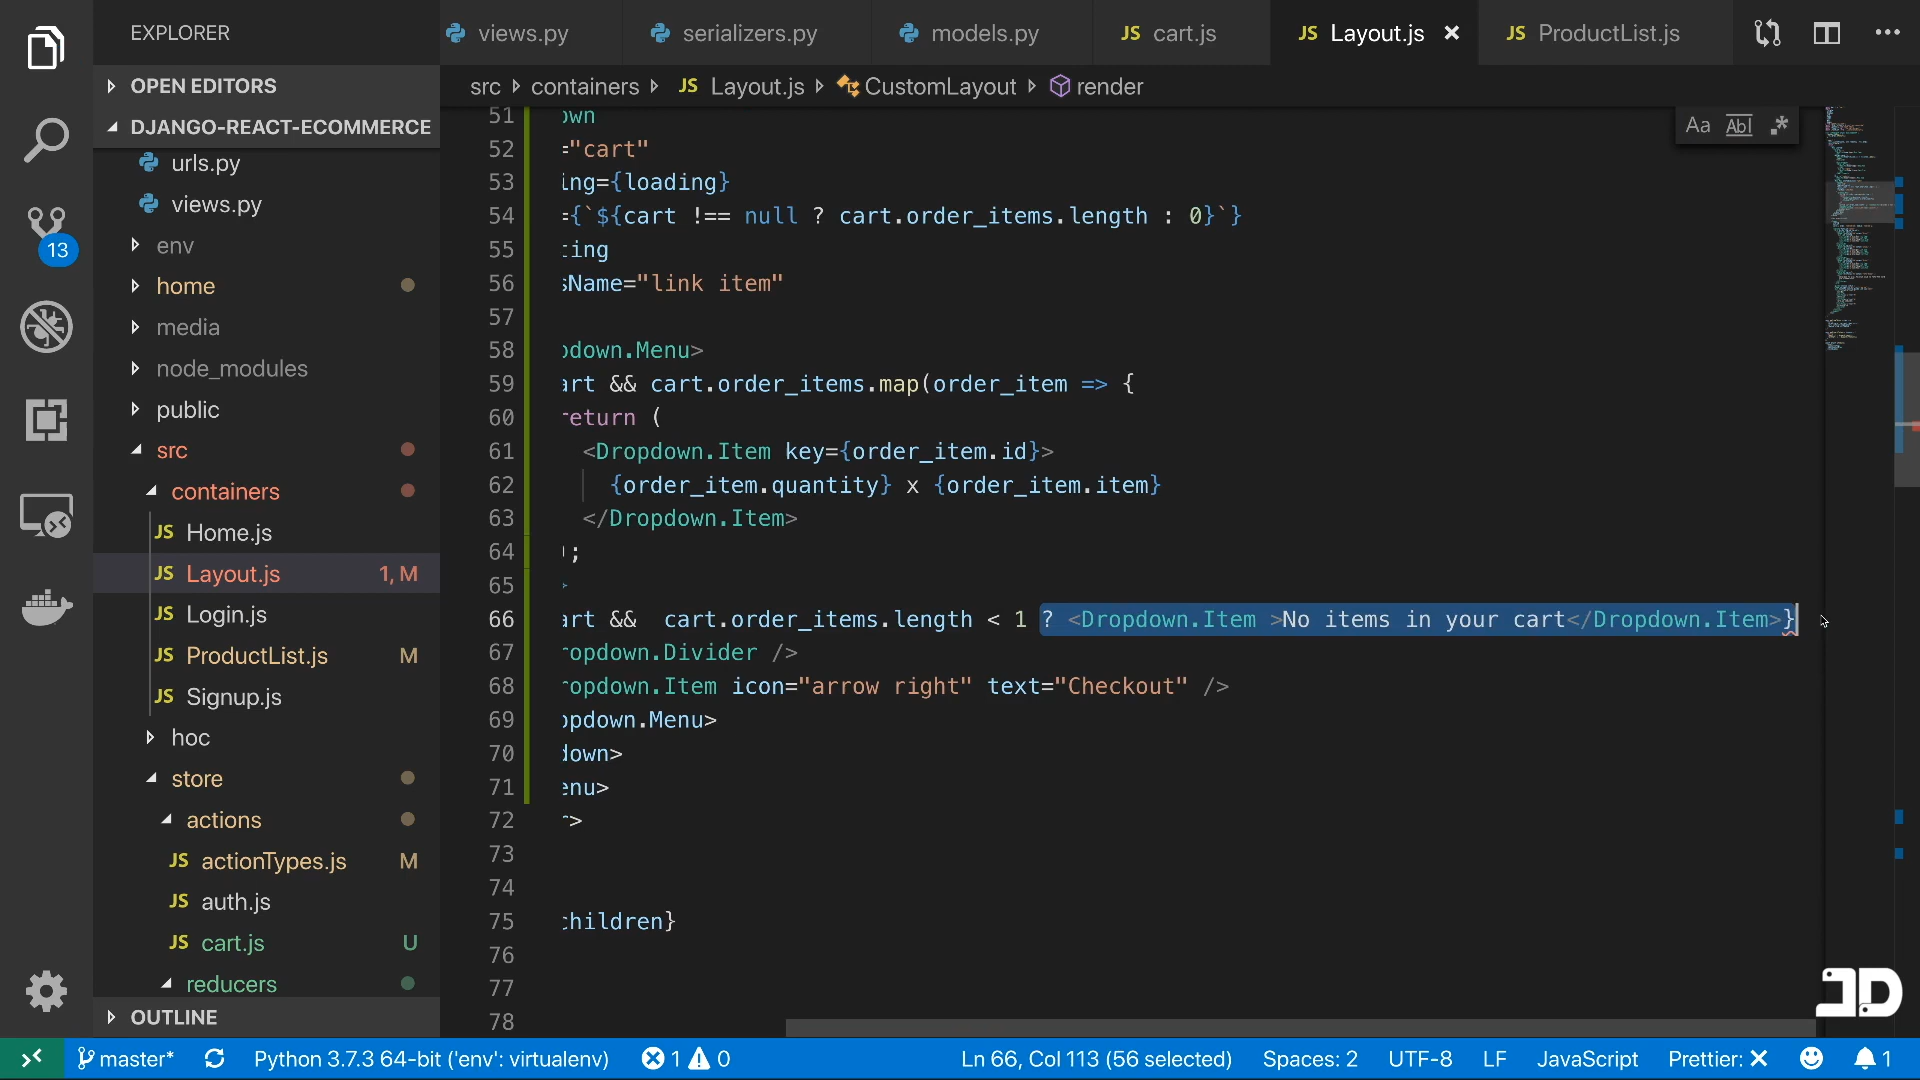 EXPLORER
views.py
serializers.py
models.py
JS cart.js
JS Layout.js
JS ProductList.js
OPEN EDITORS
src containers JS Layout.js CustomLayout render
DJANGO-REACT-ECOMMERCE
Aa Abl .*
urls.py
views.py
13
env
home
media
node_modules
public
src
containers
JS Home.js
JS Layout.js 1, M
JS Login.js
JS ProductList.js M
JS Signup.js
hoc
store
actions
JS actionTypes.js M
JS auth.js
JS cart.js U
reducers
OUTLINE
51 own
52 ="cart"
53 ing={loading}
54 ={`${cart !== null ? cart.order_items.length : 0}`}
55 ting
56 sName="link item"
57
58 odown.Menu>
59 art && cart.order_items.map(order_item => {
60 return (
61 <Dropdown.Item key={order_item.id}>
62 {order_item.quantity} x {order_item.item}
63 </Dropdown.Item>
64 );
65
66 art && cart.order_items.length < 1 ? <Dropdown.Item >No items in your cart</Dropdown.Item>}
67 ropdown.Divider />
68 ropdown.Item icon="arrow right" text="Checkout" />
69 opdown.Menu>
70 down>
71 enu>
72 r>
73
74
75 children}
76
77
78
JD
master* Python 3.7.3 64-bit ('env': virtualenv) 1 0 Ln 66, Col 113 (56 selected) Spaces: 2 UTF-8 LF JavaScript Prettier: ✕ 1